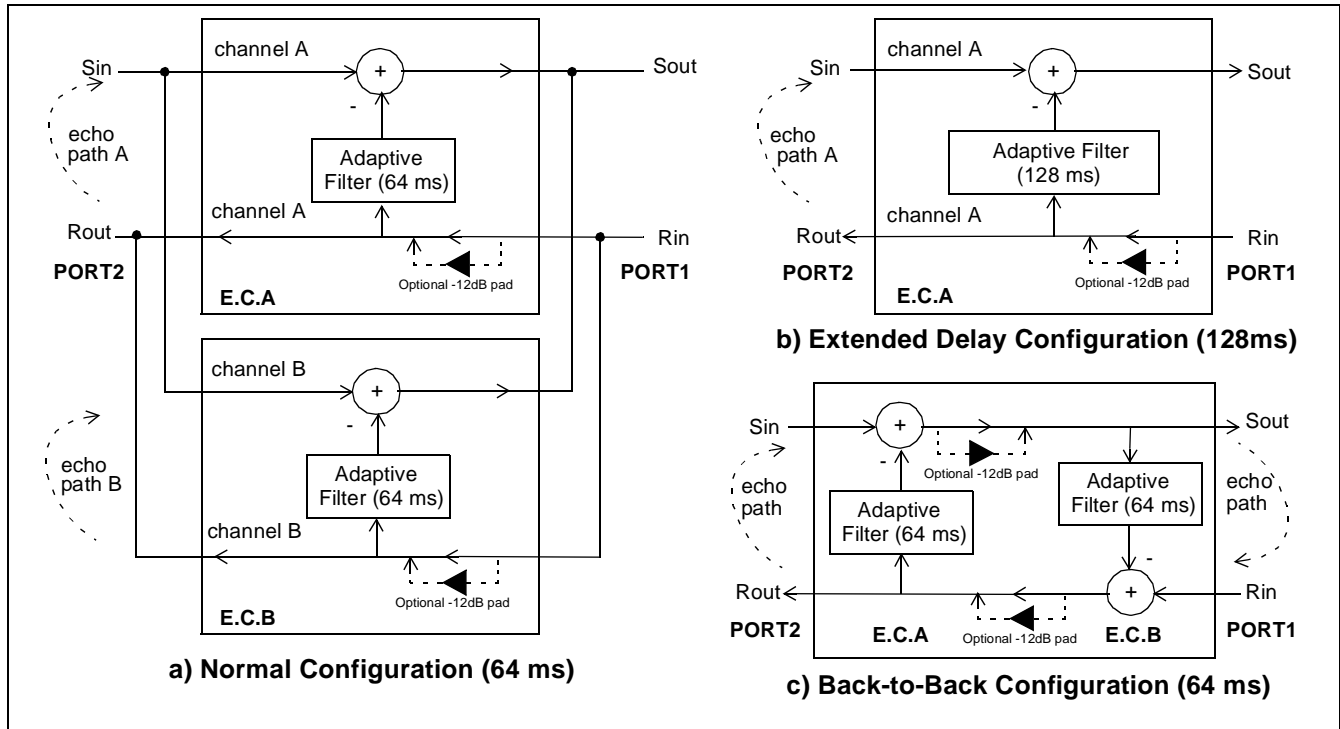 channel A
Sin
+
Sout
-
echo
path A
Adaptive
Filter (64 ms)
channel A
Rout
Rin
PORT2
PORT1
Optional -12dB pad
E.C.A
channel B
+
-
echo
path B
Adaptive
Filter (64 ms)
channel B
Optional -12dB pad
E.C.B
a) Normal Configuration (64 ms)
channel A
Sin
+
Sout
-
echo
path A
Adaptive Filter
(128 ms)
channel A
Rout
Rin
PORT2
PORT1
Optional -12dB pad
E.C.A
b) Extended Delay Configuration (128ms)
Sin
+
Sout
-
Optional -12dB pad
echo
path
Adaptive
Filter (64 ms)
Adaptive
Filter (64 ms)
echo
path
-
Rout
+
Rin
PORT2
E.C.A
Optional -12dB pad
E.C.B
PORT1
c) Back-to-Back Configuration (64 ms)